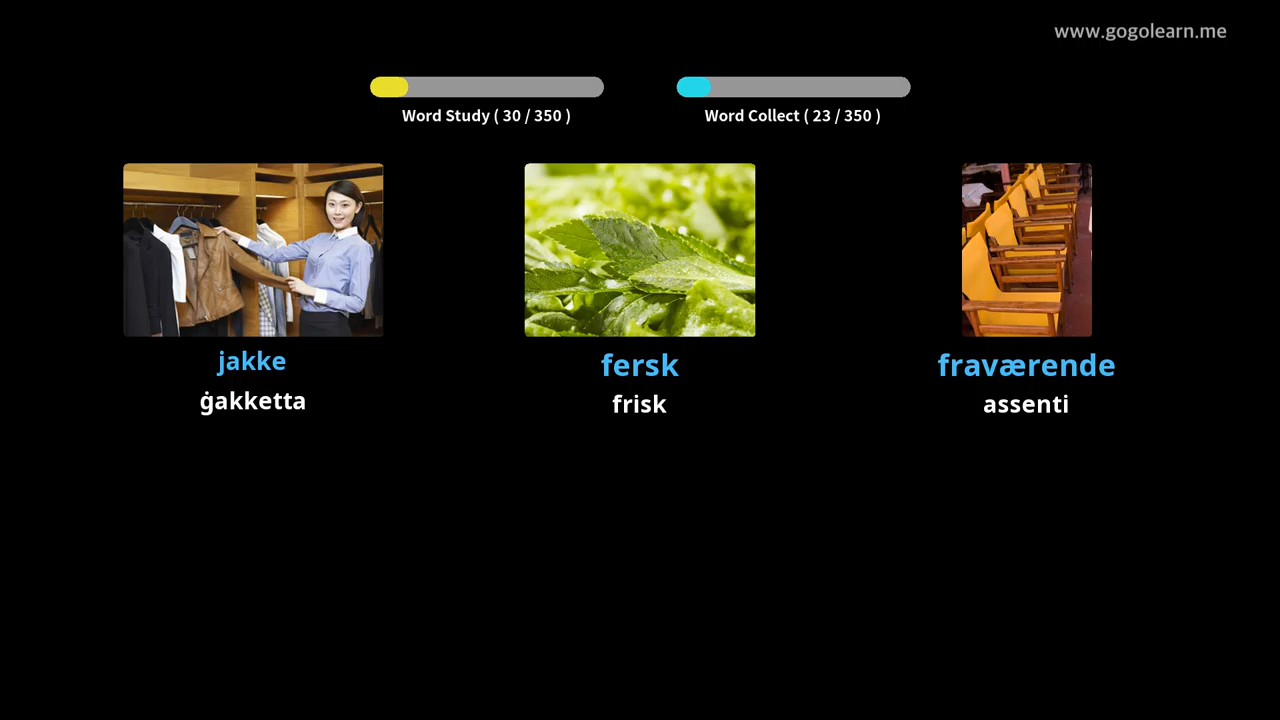 www.gogolearn.me
Word Study ( 30 / 350 )
Word Collect ( 23 / 350 )
jakke
fersk
fraværende
ġakketta
frisk
assenti